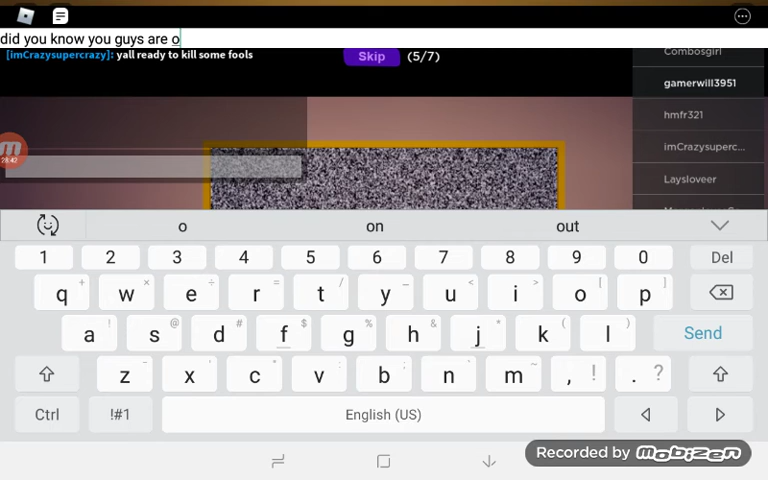 did you know you guys are o
[imCrazysupercrazy]: yall ready to kill some fools
Skip (5/7)
Combosgirl
gamerwill3951
hmfr321
imCrazysuperc...
Laysloveer
28:42
o on out
1 2 3 4 5 6 7 8 9 0 Del
q + w × e ÷ r = t / y _ u < i > o [ p ]
a ! s @ d # f $ g % h & j * k ( l ) Send
z - x ' c " v : b ; n , m ~ , ! . ?
Ctrl !#1 English (US)
Recorded by mobizen